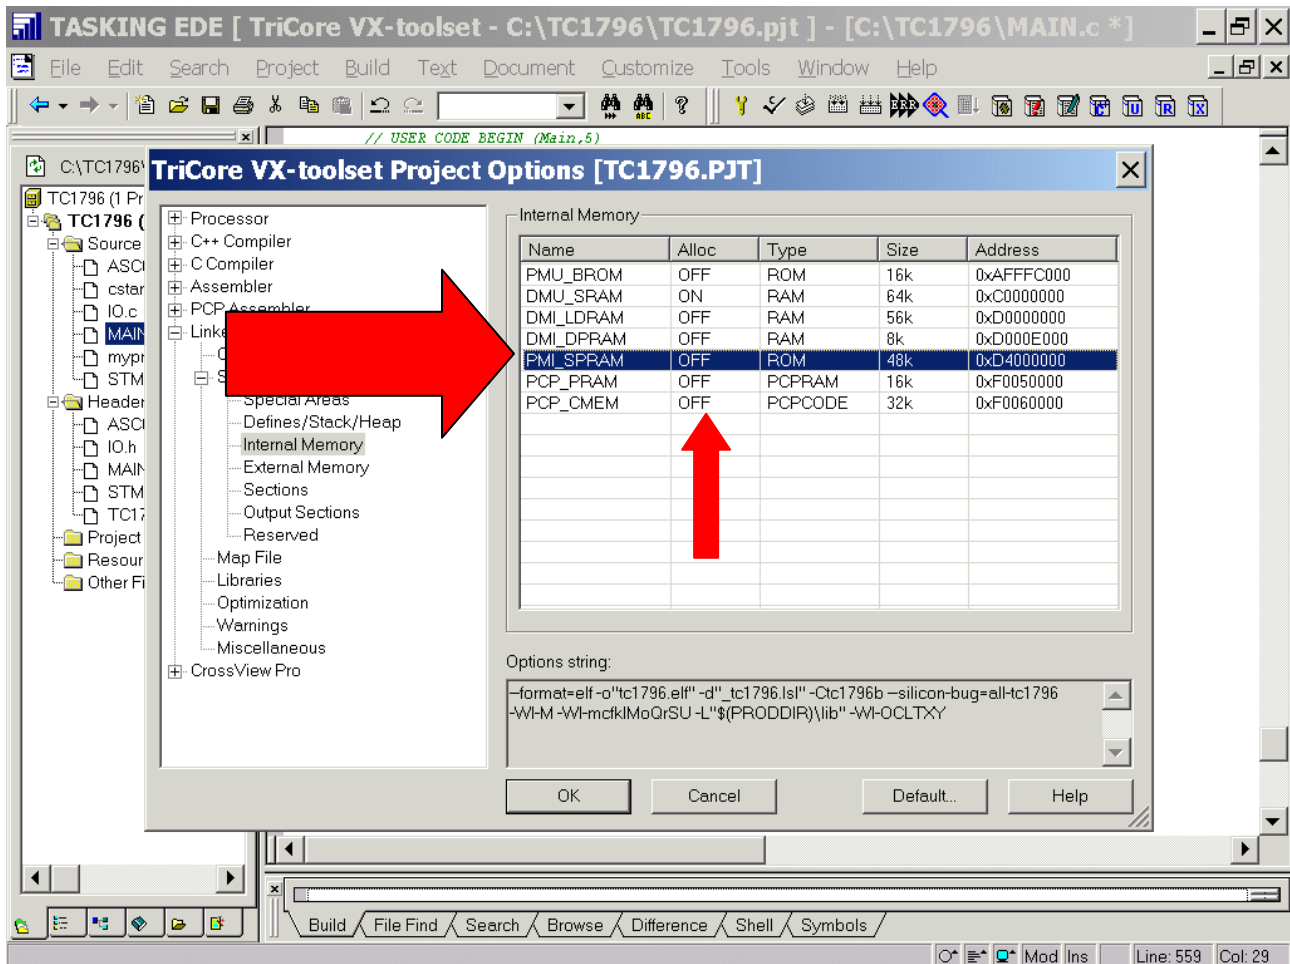 TASKING EDE [ TriCore VX-toolset - C:\TC1796\TC1796.pjt ] - [C:\TC1796\MAIN.c *]
File Edit Search Project Build Text Document Customize Tools Window Help
// USER CODE BEGIN (Main,5)
C:\TC1796\
TriCore VX-toolset Project Options [TC1796.PJT]
TC1796 (1 Pr
TC1796 (
Source
ASCI
cstar
IO.c
MAIN
mypr
STM
Header
ASCI
IO.h
MAIN
STM
TC17
Project
Resour
Other Fi
Processor
C++ Compiler
C Compiler
Assembler
PCP Assembler
Linke
Special Areas
Defines/Stack/Heap
Internal Memory
External Memory
Sections
Output Sections
Reserved
Map File
Libraries
Optimization
Warnings
Miscellaneous
CrossView Pro
Internal Memory
Name Alloc Type Size Address
PMU_BROM OFF ROM 16k 0xAFFFC000
DMU_SRAM ON RAM 64k 0xC0000000
DMI_LDRAM OFF RAM 56k 0xD0000000
DMI_DPRAM OFF RAM 8k 0xD000E000
PMI_SPRAM OFF ROM 48k 0xD4000000
PCP_PRAM OFF PCPRAM 16k 0xF0050000
PCP_CMEM OFF PCPCODE 32k 0xF0060000
Options string:
--format=elf -o"tc1796.elf" -d"_tc1796.lsl" -Ctc1796b --silicon-bug=all-tc1796
-Wl-M -Wl-mcfklMoQrSU -L"$(PRODDIR)\lib" -Wl-OCLTXY
OK Cancel Default... Help
Build File Find Search Browse Difference Shell Symbols
Mod Ins Line: 559 Col: 29